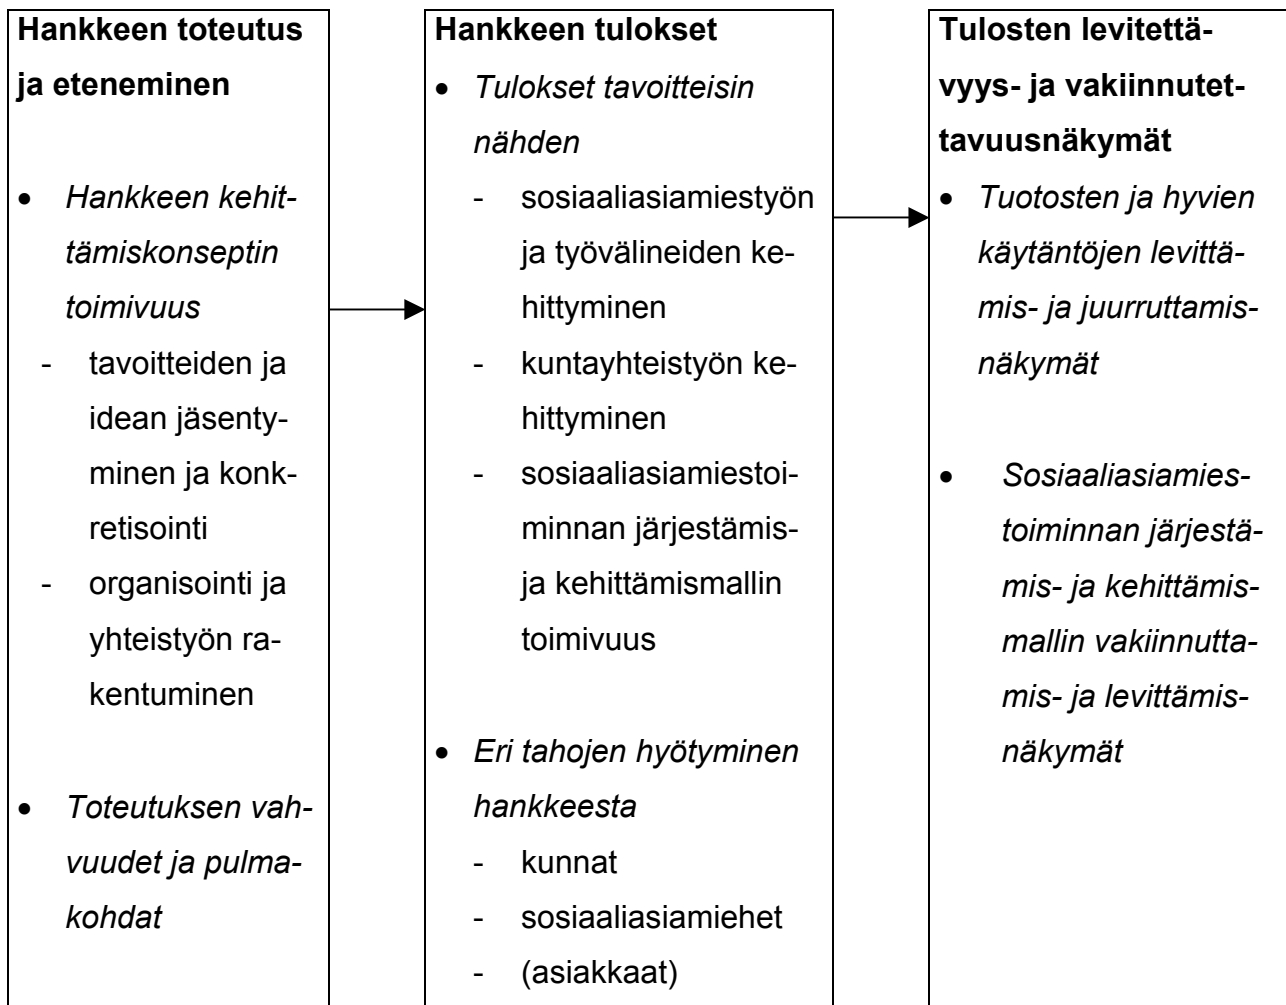 Hankkeen toteutus
ja eteneminen
• Hankkeen kehit-
tämiskonseptin
toimivuus
- tavoitteiden ja
idean jäsenty-
minen ja konk-
retisointi
- organisointi ja
yhteistyön ra-
kentuminen
• Toteutuksen vah-
vuudet ja pulma-
kohdat
Hankkeen tulokset
• Tulokset tavoitteisin
nähden
- sosiaaliasiamiestyön
ja työvälineiden ke-
hittyminen
- kuntayhteistyön ke-
hittyminen
- sosiaaliasiamiestoi-
minnan järjestämis-
ja kehittämismallin
toimivuus
• Eri tahojen hyötyminen
hankkeesta
- kunnat
- sosiaaliasiamiehet
- (asiakkaat)
Tulosten levitettä-
vyys- ja vakiinnutet-
tavuusnäkymät
• Tuotosten ja hyvien
käytäntöjen levittä-
mis- ja juurruttamis-
näkymät
• Sosiaaliasiamies-
toiminnan järjestä-
mis- ja kehittämis-
mallin vakiinnutta-
mis- ja levittämis-
näkymät